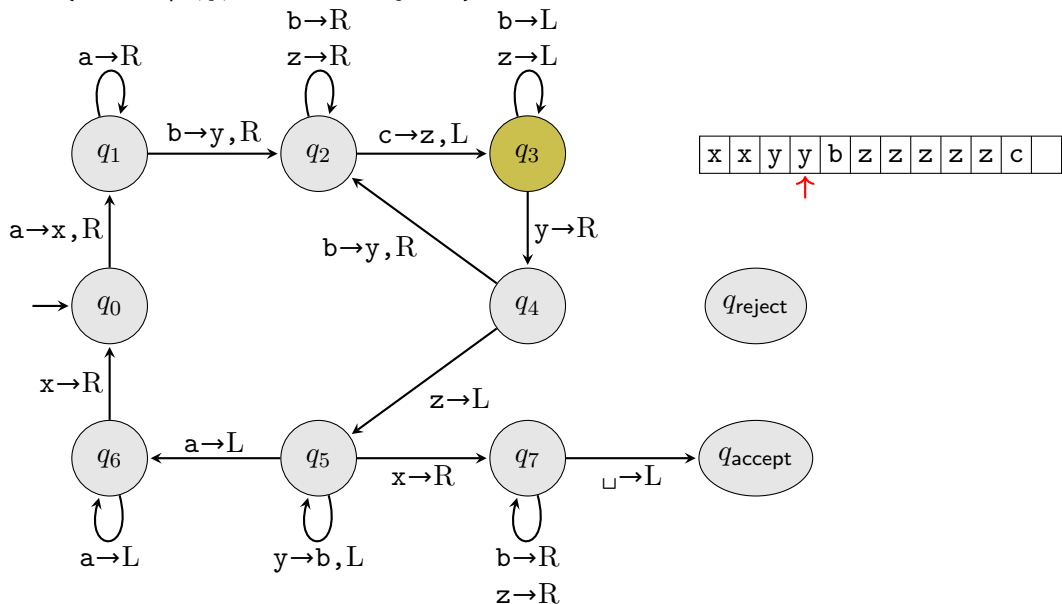 b→R
b→L
a→R
z→R
z→L
q1
b→y,R
q2
c→z,L
q3
x x y y b z z z z z c
a→x,R
b→y,R
y→R
q0
q4
qreject
x→R
z→L
q6
a→L
q5
x→R
q7
␣→L
qaccept
a→L
y→b,L
b→R
z→R